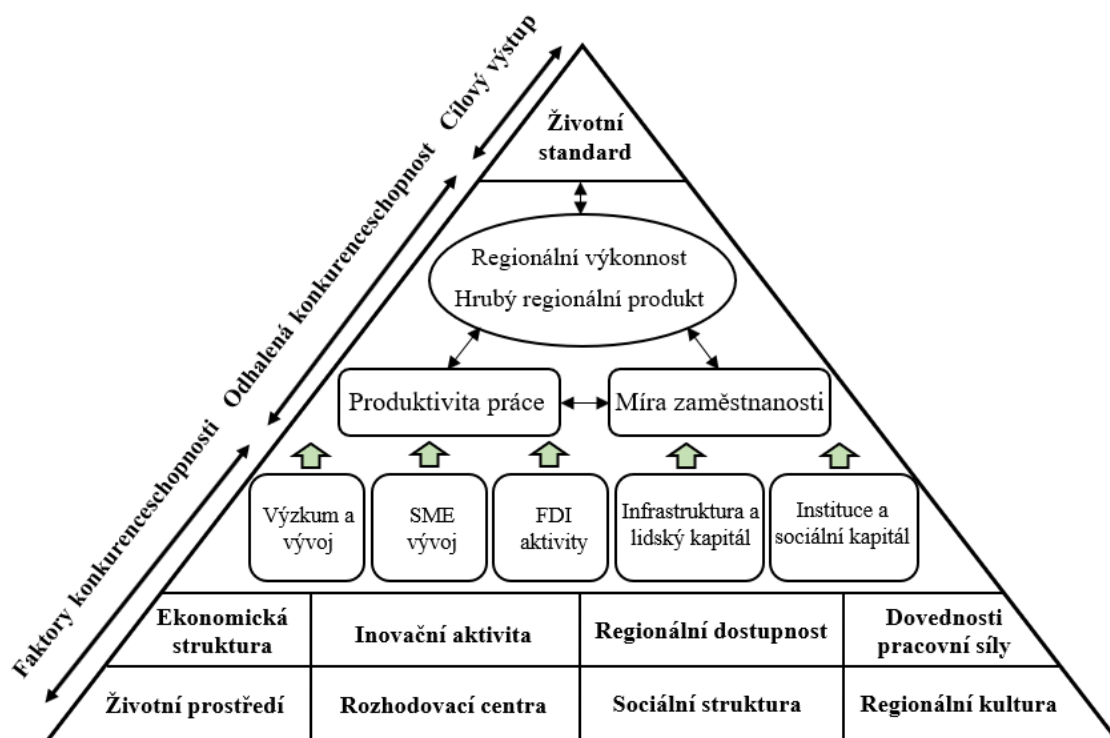 Cílový výstup
Odhalená konkurenceschopnost
Faktory konkurenceschopnosti
Životní
standard
Regionální výkonnost
Hrubý regionální produkt
Produktivita práce
Míra zaměstnanosti
Výzkum a
vývoj
SME
vývoj
FDI
aktivity
Infrastruktura a
lidský kapitál
Instituce a
sociální kapitál
Ekonomická
struktura
Inovační aktivita
Regionální dostupnost
Dovednosti
pracovní síly
Životní prostředí
Rozhodovací centra
Sociální struktura
Regionální kultura